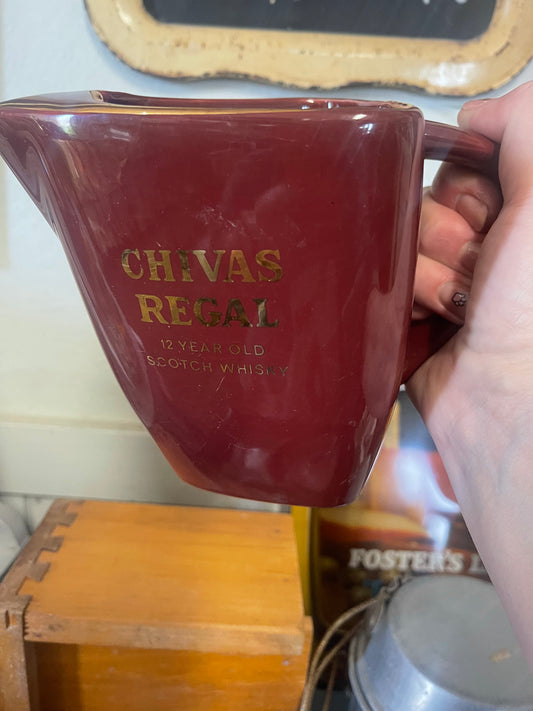 CHIVAS
REGAL
12 YEAR OLD
SCOTCH WHISKY
FOSTER'S